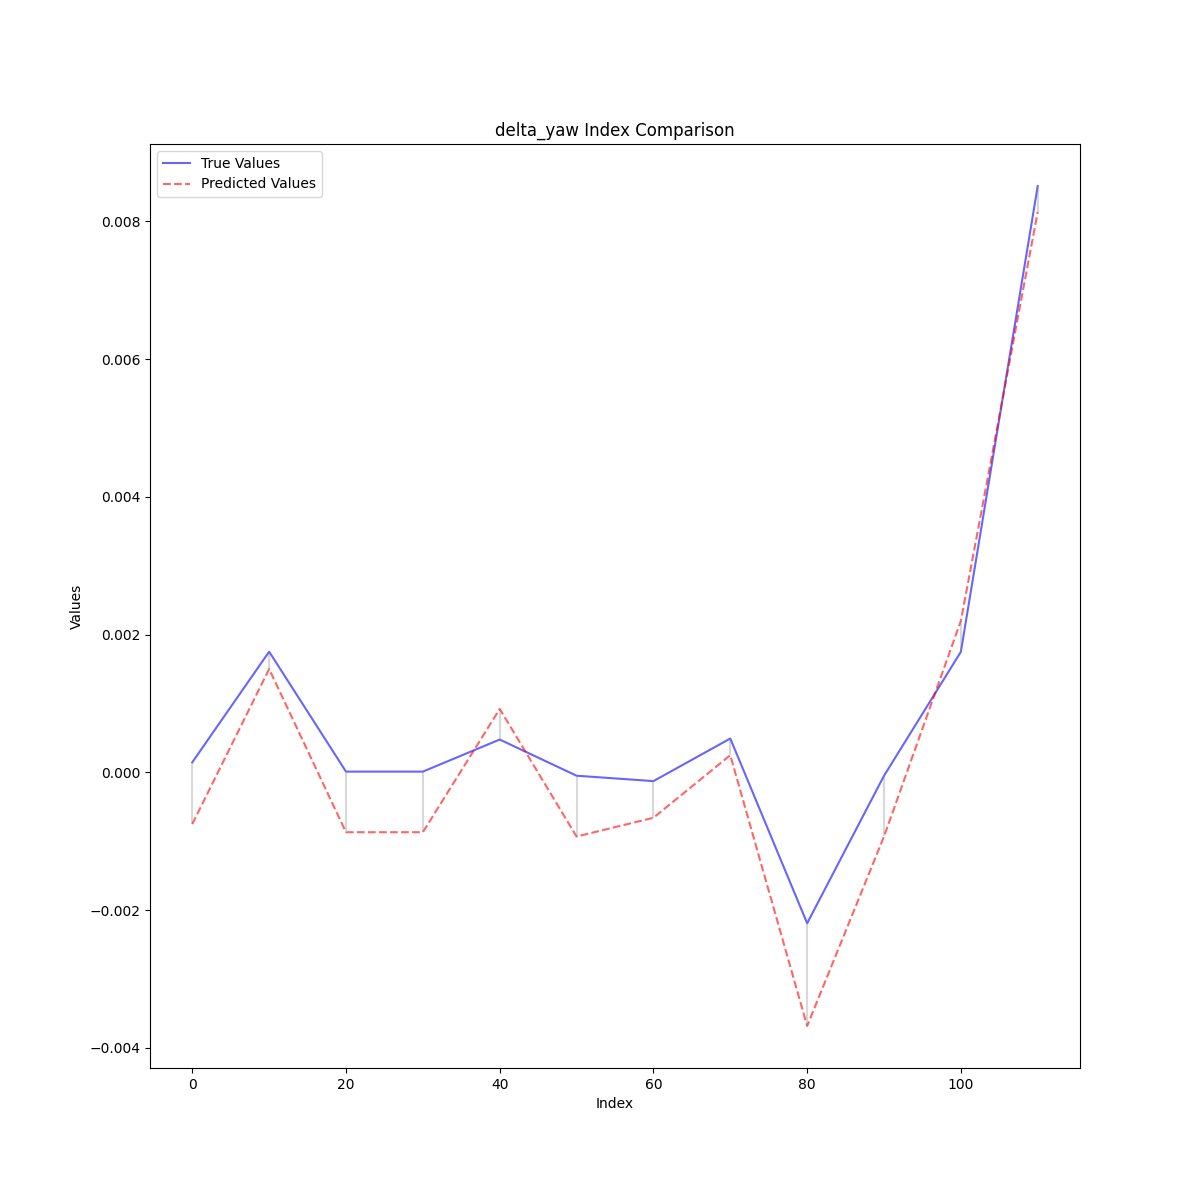 delta_yaw Index Comparison
True Values
Predicted Values
0.008
0.006
0.004
0.002
0.000
−0.002
−0.004
Values
0 20 40 60 80 100
Index